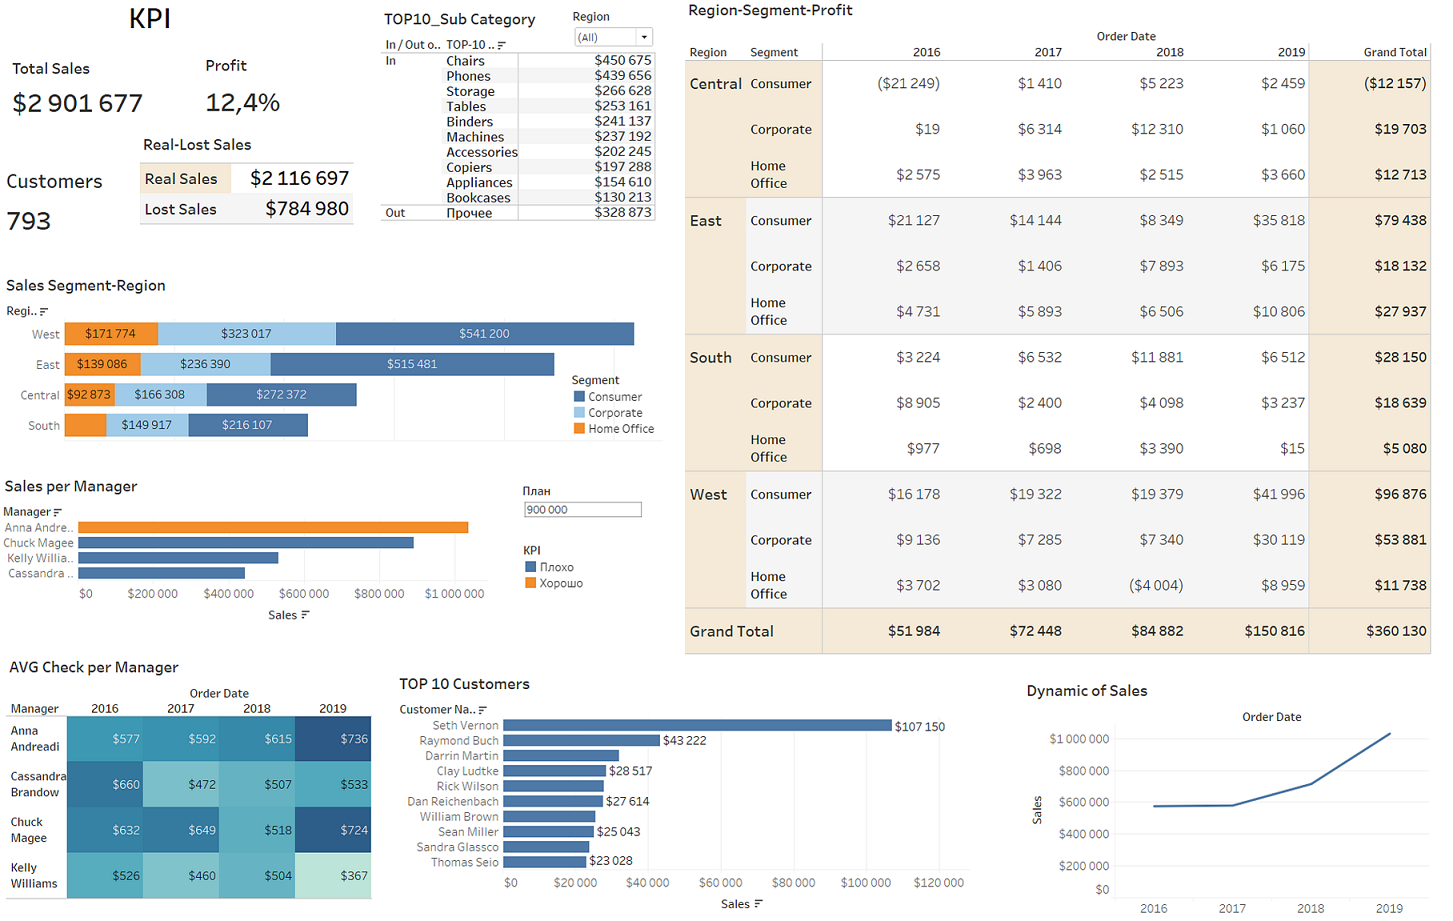 KPI
Total Sales
Profit
$2 901 677
12,4%
Customers
793
Real-Lost Sales
Real Sales $2 116 697
Lost Sales $784 980
TOP10_Sub Category
Region
(All)
In / Out o.. TOP-10 ..
In Chairs $450 675
Phones $439 656
Storage $266 628
Tables $253 161
Binders $241 137
Machines $237 192
Accessories $202 245
Copiers $197 288
Appliances $154 610
Bookcases $130 213
Out Прочее $328 873
Region-Segment-Profit
Order Date
Region Segment 2016 2017 2018 2019 Grand Total
Central Consumer ($21 249) $1 410 $5 223 $2 459 ($12 157)
Corporate $19 $6 314 $12 310 $1 060 $19 703
Home Office $2 575 $3 963 $2 515 $3 660 $12 713
East Consumer $21 127 $14 144 $8 349 $35 818 $79 438
Corporate $2 658 $1 406 $7 893 $6 175 $18 132
Home Office $4 731 $5 893 $6 506 $10 806 $27 937
South Consumer $3 224 $6 532 $11 881 $6 512 $28 150
Corporate $8 905 $2 400 $4 098 $3 237 $18 639
Home Office $977 $698 $3 390 $15 $5 080
West Consumer $16 178 $19 322 $19 379 $41 996 $96 876
Corporate $9 136 $7 285 $7 340 $30 119 $53 881
Home Office $3 702 $3 080 ($4 004) $8 959 $11 738
Grand Total $51 984 $72 448 $84 882 $150 816 $360 130
Sales Segment-Region
Regi..
West $171 774 $323 017 $541 200
East $139 086 $236 390 $515 481
Central $92 873 $166 308 $272 372
South $149 917 $216 107
Segment
Consumer
Corporate
Home Office
Sales per Manager
Manager
Anna Andre..
Chuck Magee
Kelly Willia..
Cassandra ..
$0 $200 000 $400 000 $600 000 $800 000 $1 000 000
Sales
План
900 000
KPI
Плохо
Хорошо
AVG Check per Manager
Order Date
Manager 2016 2017 2018 2019
Anna Andreadi $577 $592 $615 $736
Cassandra Brandow $660 $472 $507 $533
Chuck Magee $632 $649 $518 $724
Kelly Williams $526 $460 $504 $367
TOP 10 Customers
Customer Na..
Seth Vernon $107 150
Raymond Buch $43 222
Darrin Martin
Clay Ludtke $28 517
Rick Wilson
Dan Reichenbach $27 614
William Brown
Sean Miller $25 043
Sandra Glassco
Thomas Seio $23 028
$0 $20 000 $40 000 $60 000 $80 000 $100 000 $120 000
Sales
Dynamic of Sales
Order Date
$1 000 000
$800 000
$600 000
$400 000
$200 000
$0
Sales
2016 2017 2018 2019